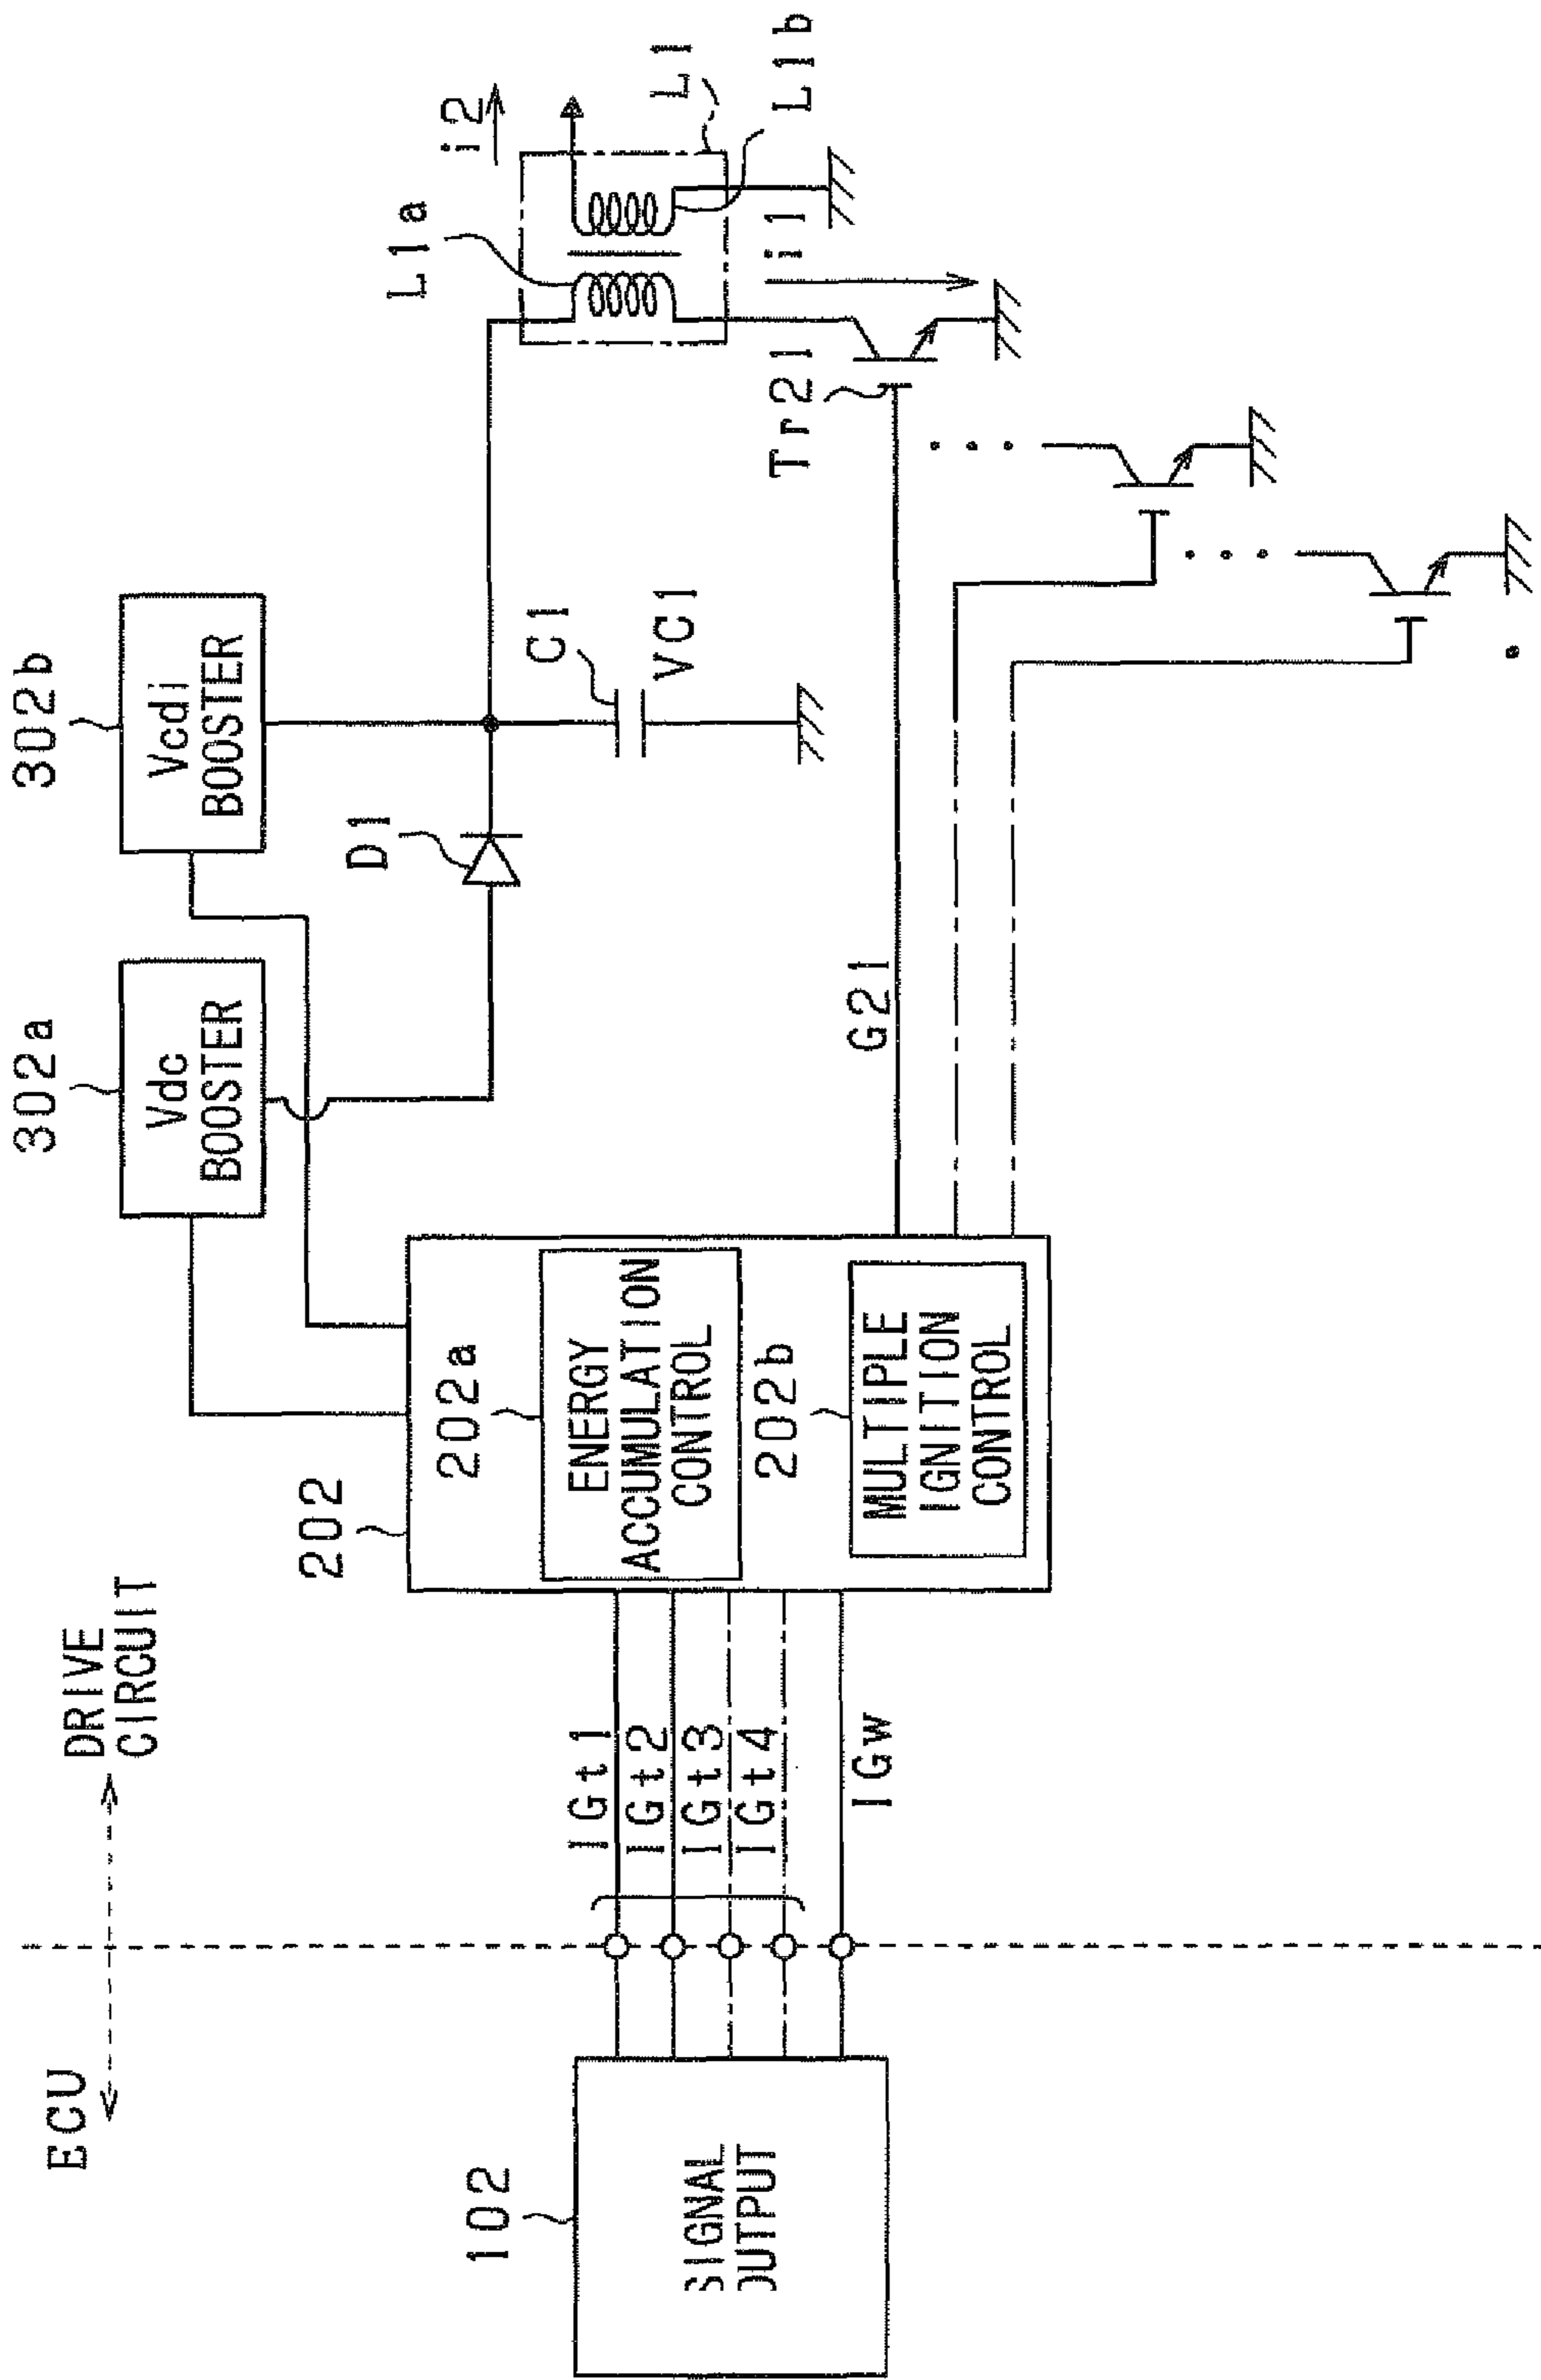 ECU
DRIVE
CIRCUIT
102
SIGNAL
OUTPUT
IGt1
IGt2
IGt3
IGt4
IGw
202
202a
ENERGY
ACCUMULATION
CONTROL
202b
MULTIPLE
IGNITION
CONTROL
302a
Vdc
BOOSTER
302b
Vcdi
BOOSTER
D1
C1
VC1
G21
Tr21
L1a
i2
L1
L1b
i1